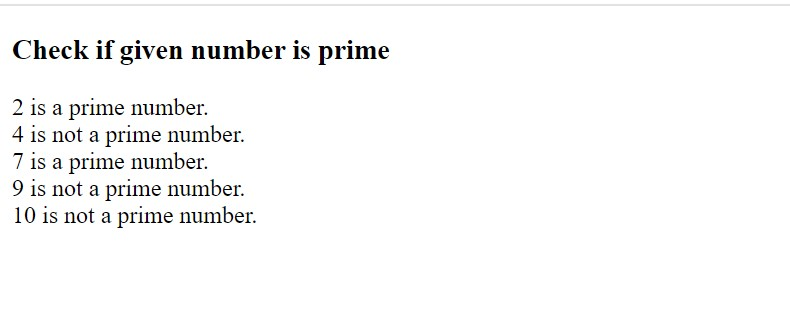 Check if given number is prime
2 is a prime number.
4 is not a prime number.
7 is a prime number.
9 is not a prime number.
10 is not a prime number.